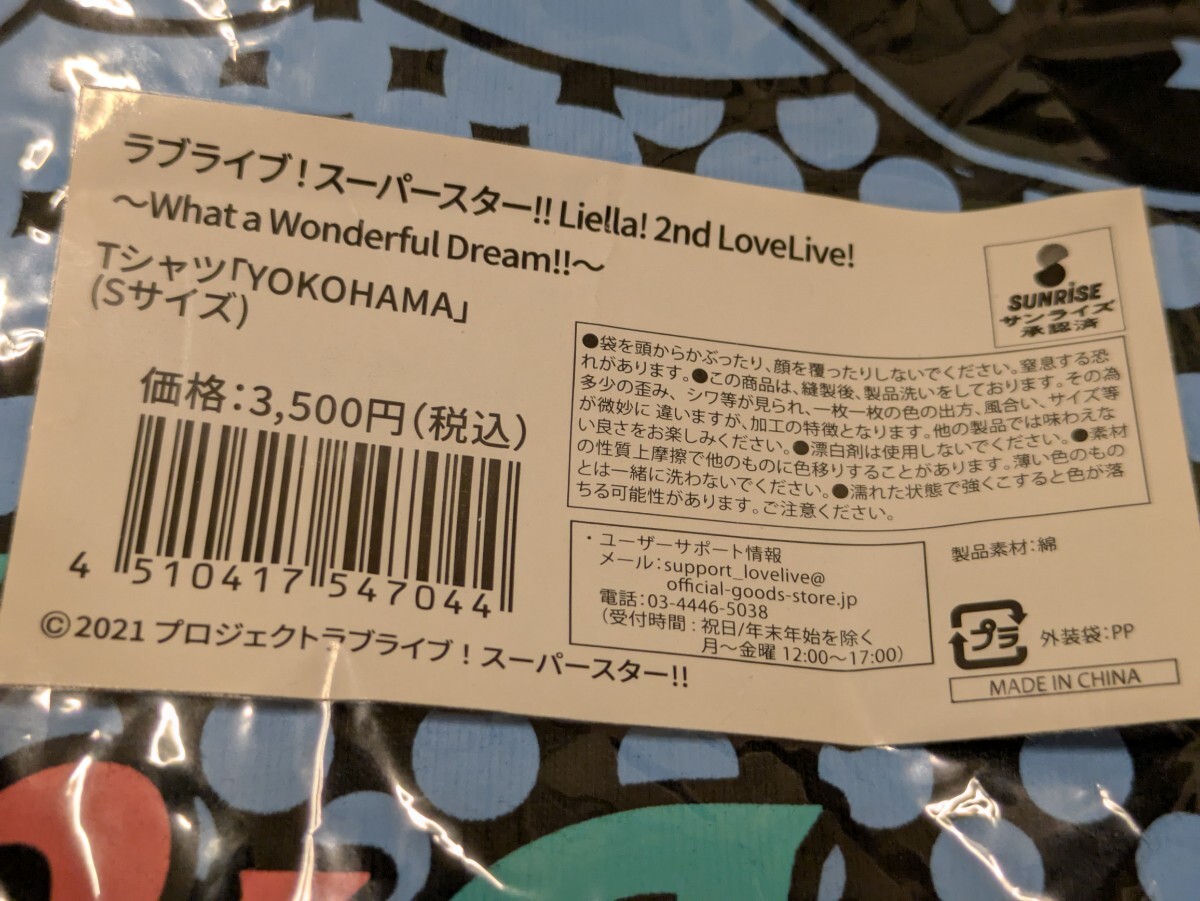 ラブライブ！スーパースター!! Liella! 2nd LoveLive!
～What a Wonderful Dream!!～
Tシャツ「YOKOHAMA」
(Sサイズ)
価格：3,500円（税込）
4 510417 547044
©2021 プロジェクトラブライブ！スーパースター!!
SUNRiSE
サンライズ
承認済
●袋を頭からかぶったり、顔を覆ったりしないでください。窒息する恐
れがあります。●この商品は、縫製後、製品洗いをしております。その為
多少の歪み、シワ等が見られ、一枚一枚の色の出方、風合い、サイズ等
が微妙に 違いますが、加工の特徴となります。他の製品では味わえな
い良さをお楽しみください。●漂白剤は使用しないでください。●素材
の性質上摩擦で他のものに色移りすることがあります。薄い色のもの
とは一緒に洗わないでください。●濡れた状態で強くこすると色が落
ちる可能性があります。ご注意ください。
・ユーザーサポート情報
メール：support_lovelive@
official-goods-store.jp
電話：03-4446-5038
（受付時間：祝日/年末年始を除く
月～金曜 12:00～17:00）
製品素材：綿
プラ
外装袋：PP
MADE IN CHINA